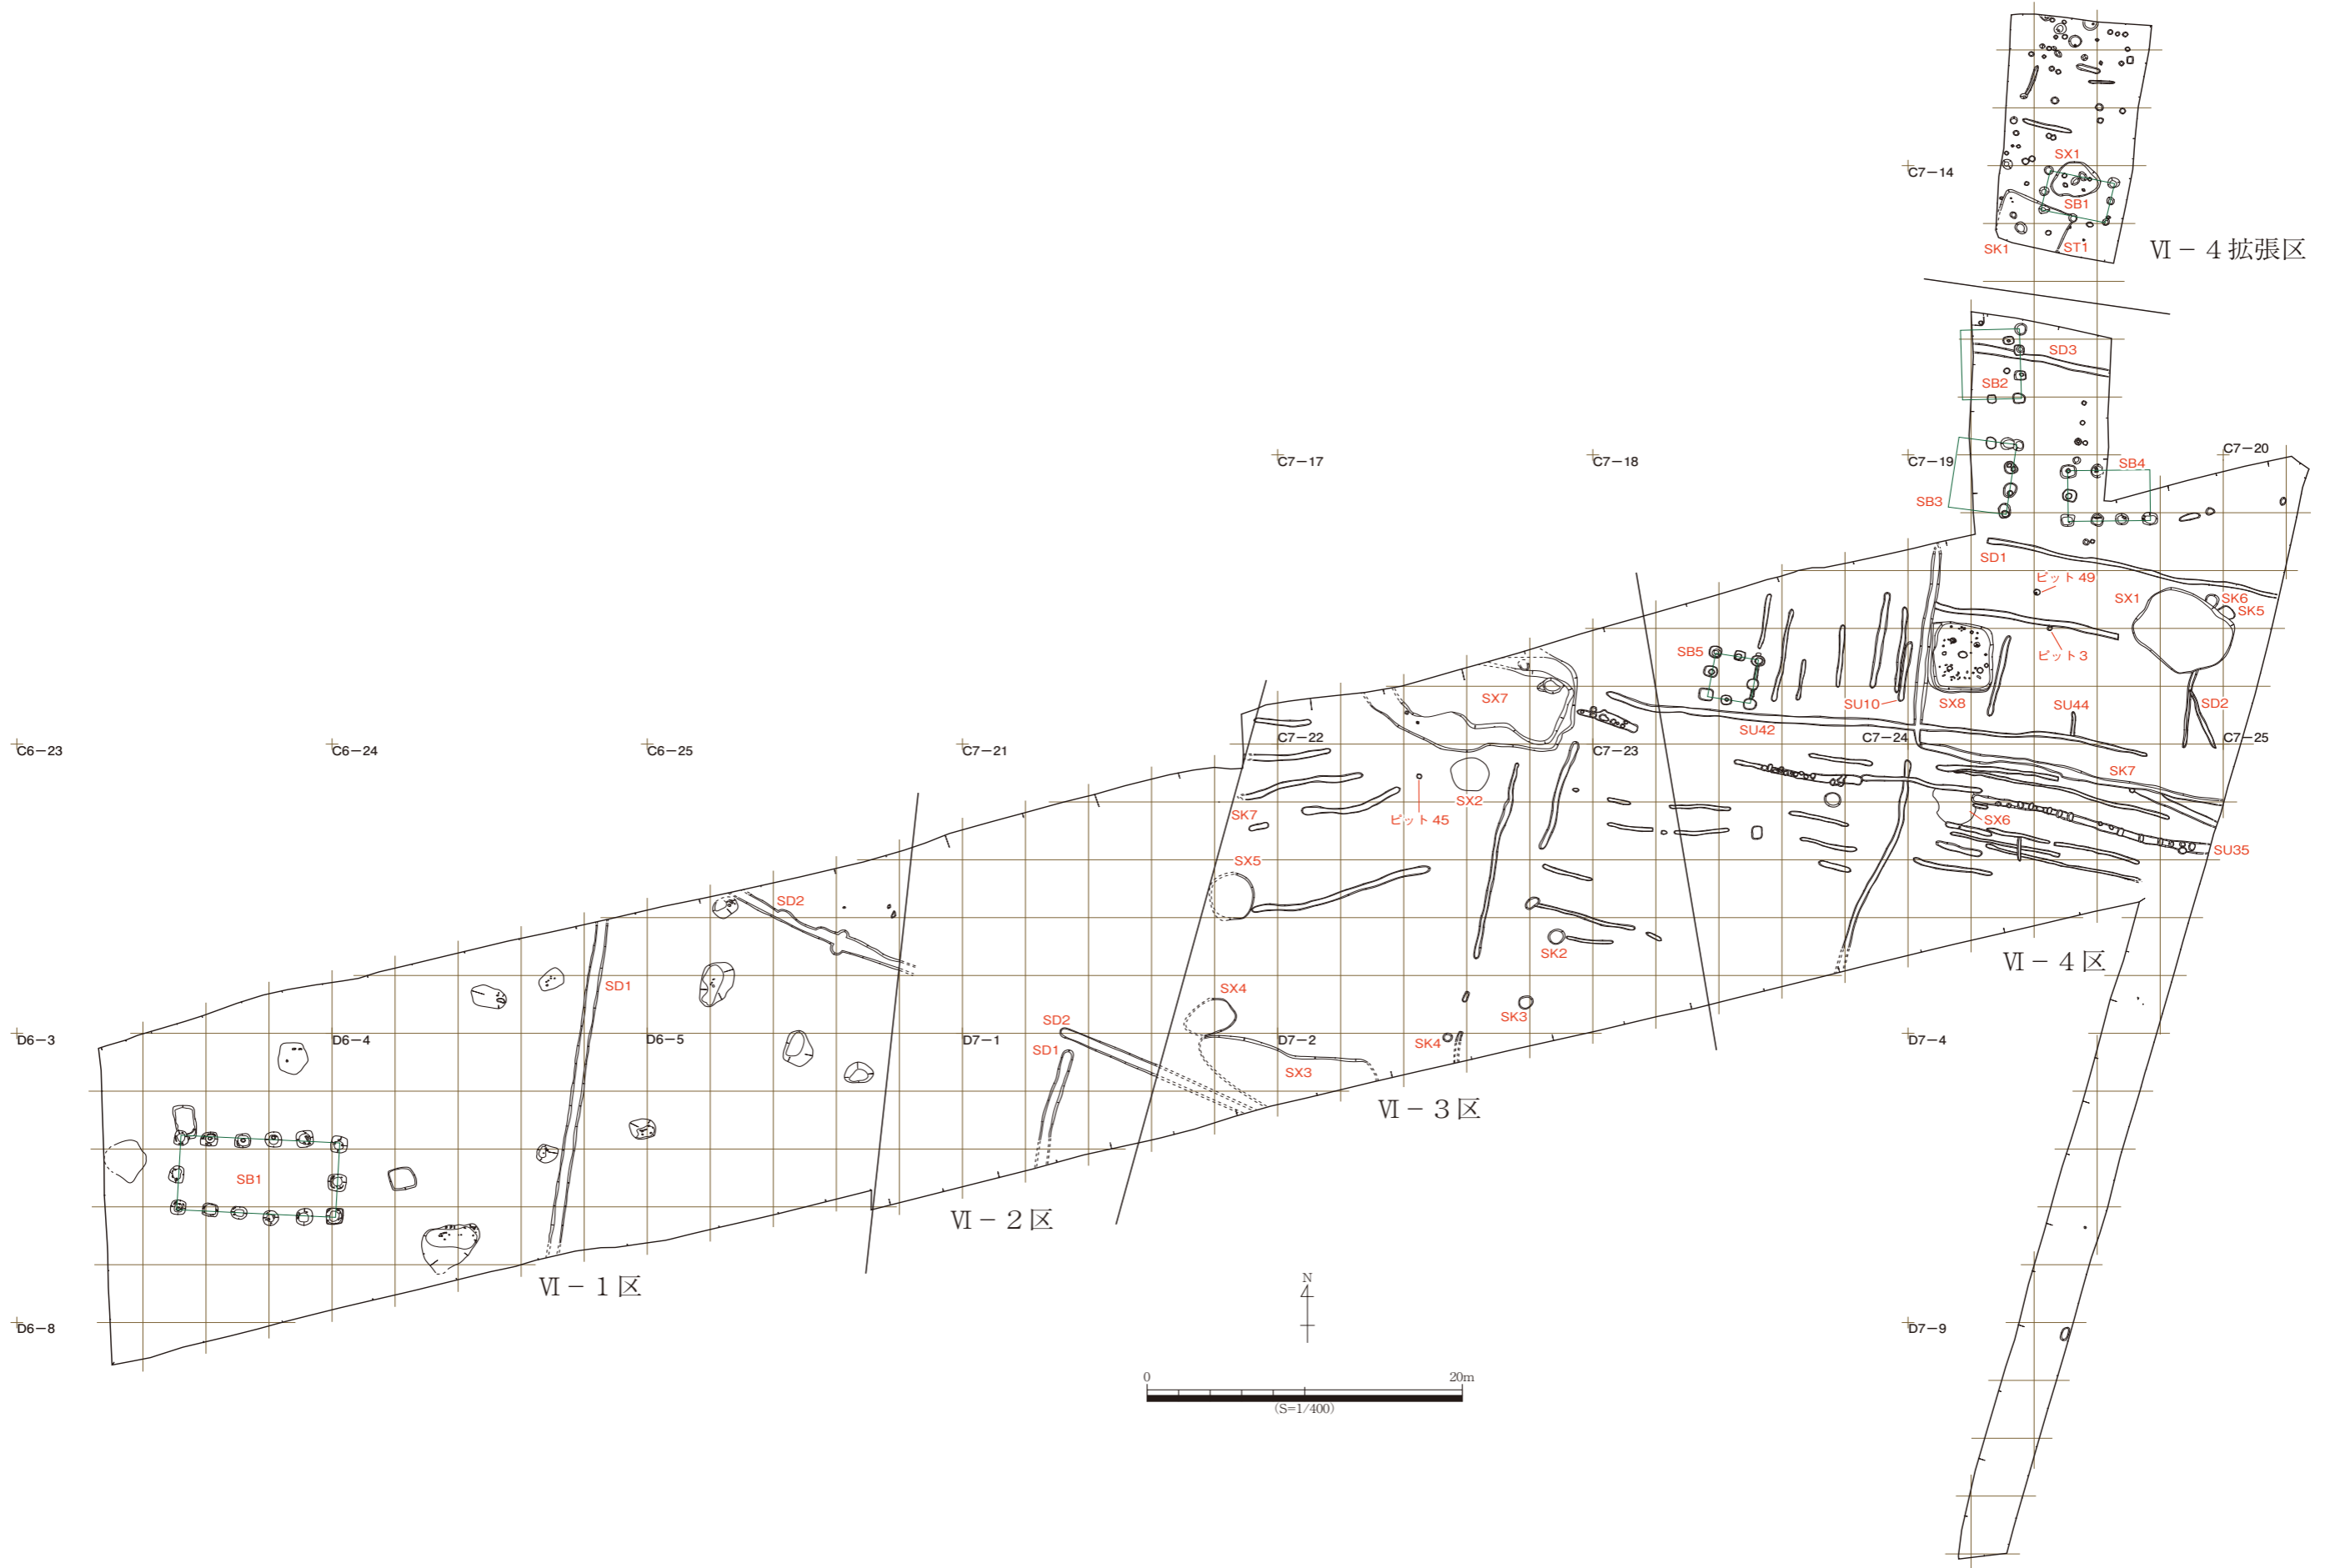 SX1
C7−14
SB1
SK1
ST1
Ⅵ − 4 拡張区
SD3
SB2
C7−17
C7−18
C7−19
C7−20
SB4
SB3
SD1
ピット 49
SX1
SK6
SK5
SB5
ピット 3
SX7
SU10
SX8
SU44
SD2
SU42
C6−23
C6−24
C6−25
C7−21
C7−22
C7−23
C7−24
C7−25
SK7
SX2
SK7
ピット 45
SX6
SU35
SX5
SD2
SK2
Ⅵ − 4 区
SD1
SX4
SK3
SD2
D6−3
D6−4
D6−5
D7−1
D7−2
SK4
D7−4
SD1
SX3
Ⅵ − 3 区
SB1
Ⅵ − 2 区
Ⅵ − 1 区
N
D6−8
D7−9
0 20m
(S=1/400)